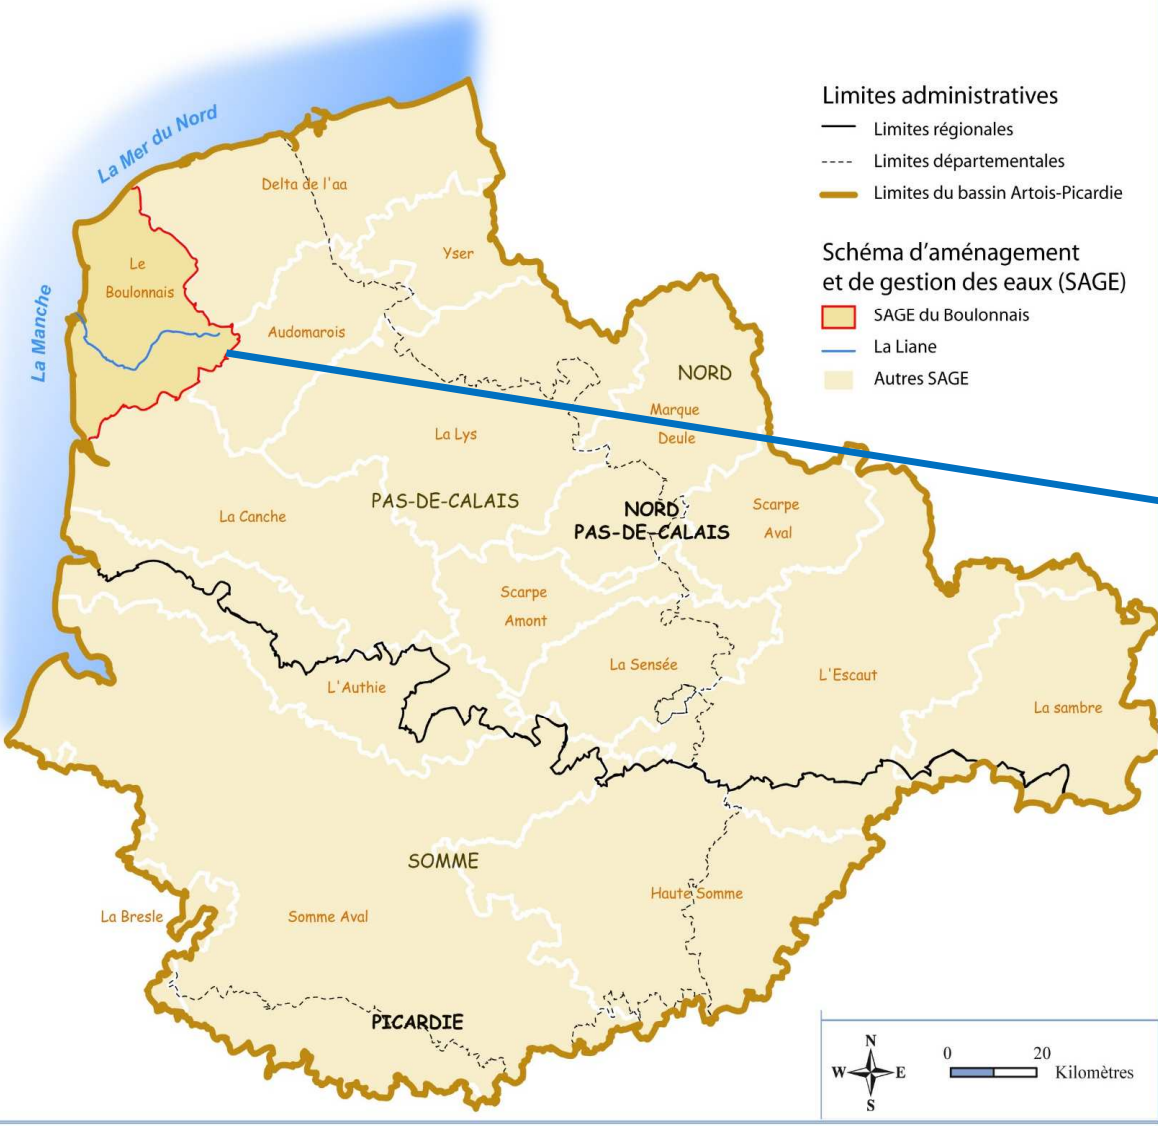 La Mer du Nord
La Manche
Delta de l'aa
Yser
Le
Boulonnais
Audomarois
NORD
Marque
Deule
La Lys
PAS-DE-CALAIS
NORD
PAS-DE-CALAIS
Scarpe
Aval
La Canche
Scarpe
Amont
La Sensée
L'Escaut
L'Authie
La sambre
SOMME
Haute Somme
La Bresle
Somme Aval
PICARDIE
Limites administratives
Limites régionales
Limites départementales
Limites du bassin Artois-Picardie
Schéma d'aménagement
et de gestion des eaux (SAGE)
SAGE du Boulonnais
La Liane
Autres SAGE
N
W E
S
0 20
Kilomètres